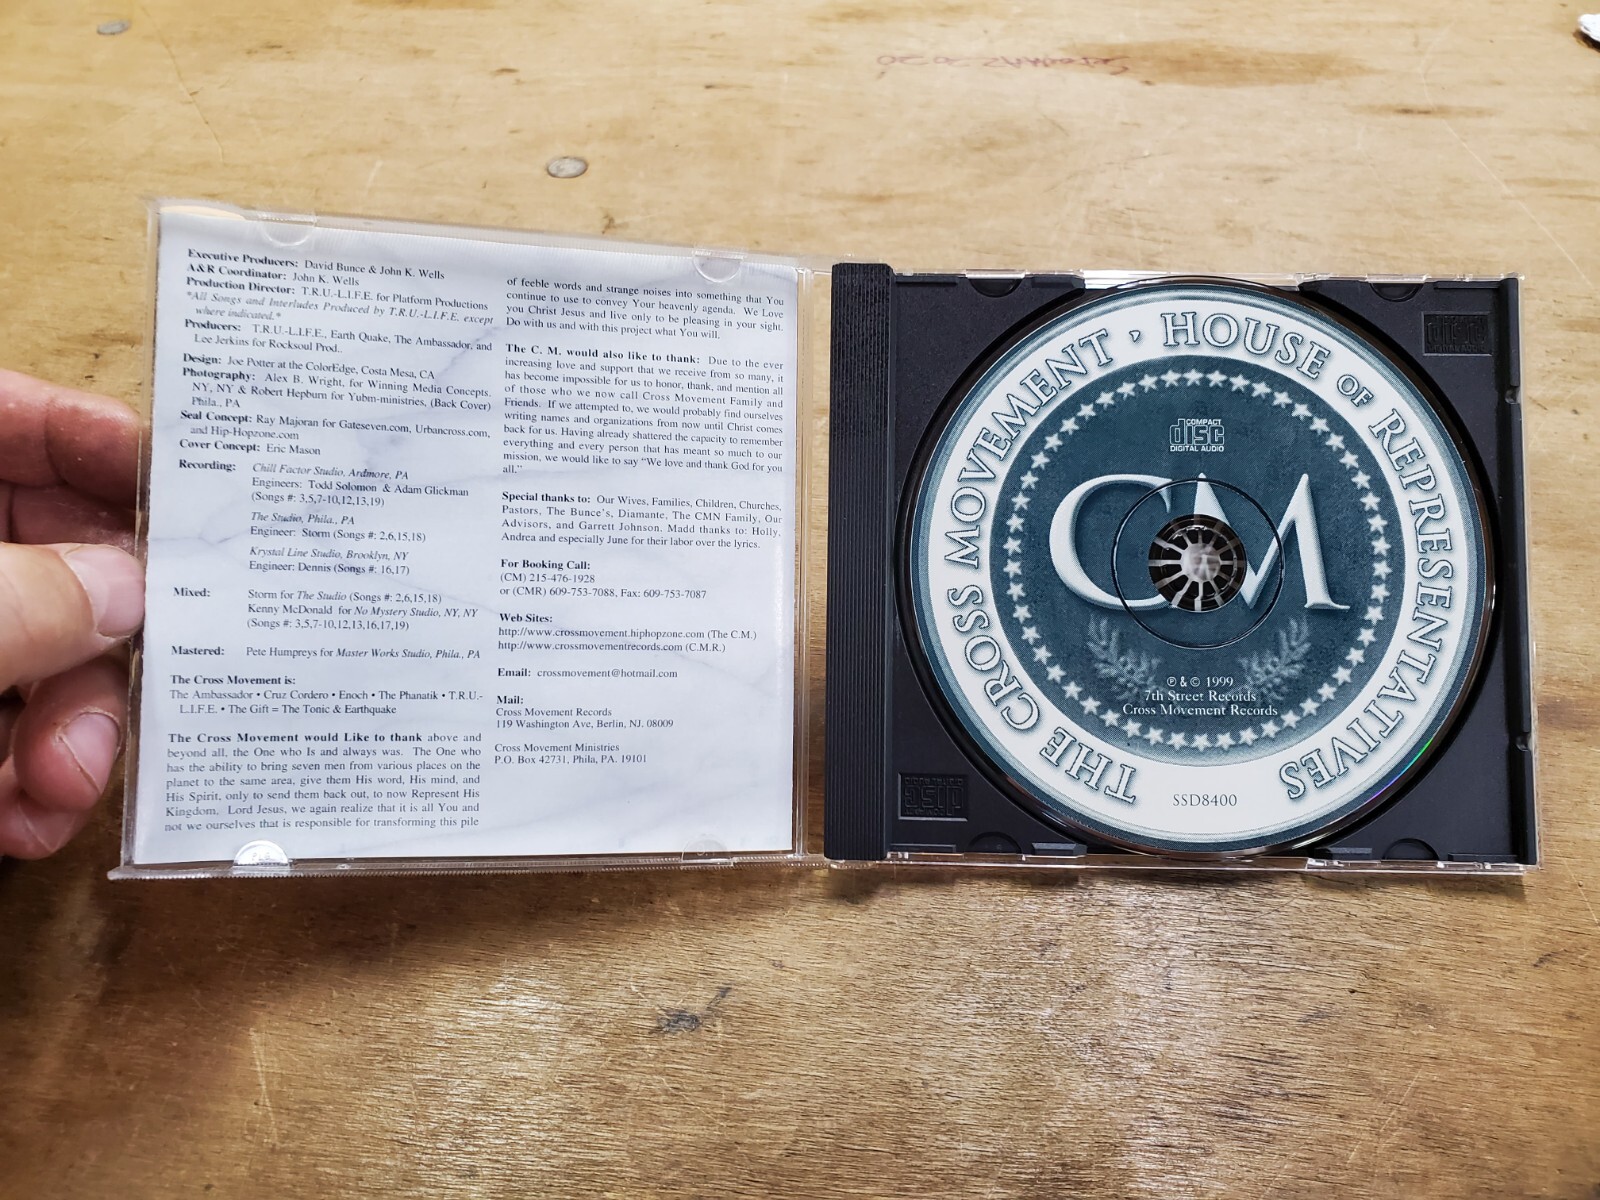 Executive Producers: David Bunce & John K. Wells
A&R Coordinator: John K. Wells
Production Director: T.R.U.-L.I.F.E. for Platform Productions
*All Songs and Interludes Produced by T.R.U.-L.I.F.E. except
where indicated.*
Producers: T.R.U.-L.I.F.E., Earth Quake, The Ambassador, and
Lee Jerkins for Rocksoul Prod..
Design: Joe Potter at the ColorEdge, Costa Mesa, CA
Photography: Alex B. Wright, for Winning Media Concepts,
NY, NY & Robert Hepburn for Yubm-ministries, (Back Cover)
Phila., PA
Seal Concept: Ray Majoran for Gateseven.com, Urbancross.com,
and Hip-Hopzone.com
Cover Concept: Eric Mason
Recording: Chill Factor Studio, Ardmore, PA
Engineers: Todd Solomon & Adam Glickman
(Songs #: 3,5,7-10,12,13,19)
The Studio, Phila., PA
Engineer: Storm (Songs #: 2,6,15,18)
Krystal Line Studio, Brooklyn, NY
Engineer: Dennis (Songs #: 16,17)
Mixed: Storm for The Studio (Songs #: 2,6,15,18)
Kenny McDonald for No Mystery Studio, NY, NY
(Songs #: 3,5,7-10,12,13,16,17,19)
Mastered: Pete Humpreys for Master Works Studio, Phila., PA
The Cross Movement is:
The Ambassador • Cruz Cordero • Enoch • The Phanatik • T.R.U.-
L.I.F.E. • The Gift = The Tonic & Earthquake
The Cross Movement would Like to thank above and
beyond all, the One who Is and always was. The One who
has the ability to bring seven men from various places on the
planet to the same area, give them His word, His mind, and
His Spirit, only to send them back out, to now Represent His
Kingdom. Lord Jesus, we again realize that it is all You and
not we ourselves that is responsible for transforming this pile
of feeble words and strange noises into something that You
continue to use to convey Your heavenly agenda. We Love
you Christ Jesus and live only to be pleasing in your sight.
Do with us and with this project what You will.
The C. M. would also like to thank: Due to the ever
increasing love and support that we receive from so many, it
has become impossible for us to honor, thank, and mention all
of those who we now call Cross Movement Family and
Friends. If we attempted to, we would probably find ourselves
writing names and organizations from now until Christ comes
back for us. Having already shattered the capacity to remember
everything and every person that has meant so much to our
mission, we would like to say "We love and thank God for you
all."
Special thanks to: Our Wives, Families, Children, Churches,
Pastors, The Bunce's, Diamante, The CMN Family, Our
Advisors, and Garrett Johnson. Madd thanks to: Holly,
Andrea and especially June for their labor over the lyrics.
For Booking Call:
(CM) 215-476-1928
or (CMR) 609-753-7088, Fax: 609-753-7087
Web Sites:
http://www.crossmovement.hiphopzone.com (The C.M.)
http://www.crossmovementrecords.com (C.M.R.)
Email: crossmovement@hotmail.com
Mail:
Cross Movement Records
119 Washington Ave, Berlin, NJ. 08009
Cross Movement Ministries
P.O. Box 42731, Phila, PA. 19101
THE CROSS MOVEMENT • HOUSE OF REPRESENTATIVES
COMPACT
disc
DIGITAL AUDIO
CM
℗ & © 1999
7th Street Records
Cross Movement Records
SSD8400